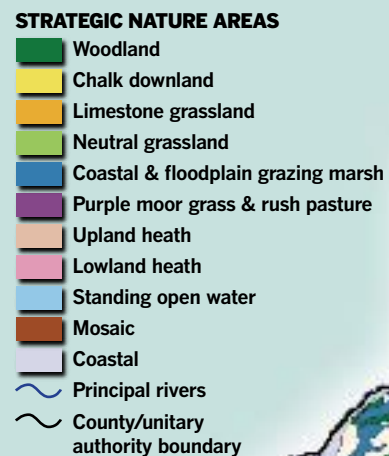 STRATEGIC NATURE AREAS
Woodland
Chalk downland
Limestone grassland
Neutral grassland
Coastal & floodplain grazing marsh
Purple moor grass & rush pasture
Upland heath
Lowland heath
Standing open water
Mosaic
Coastal
Principal rivers
County/unitary
authority boundary